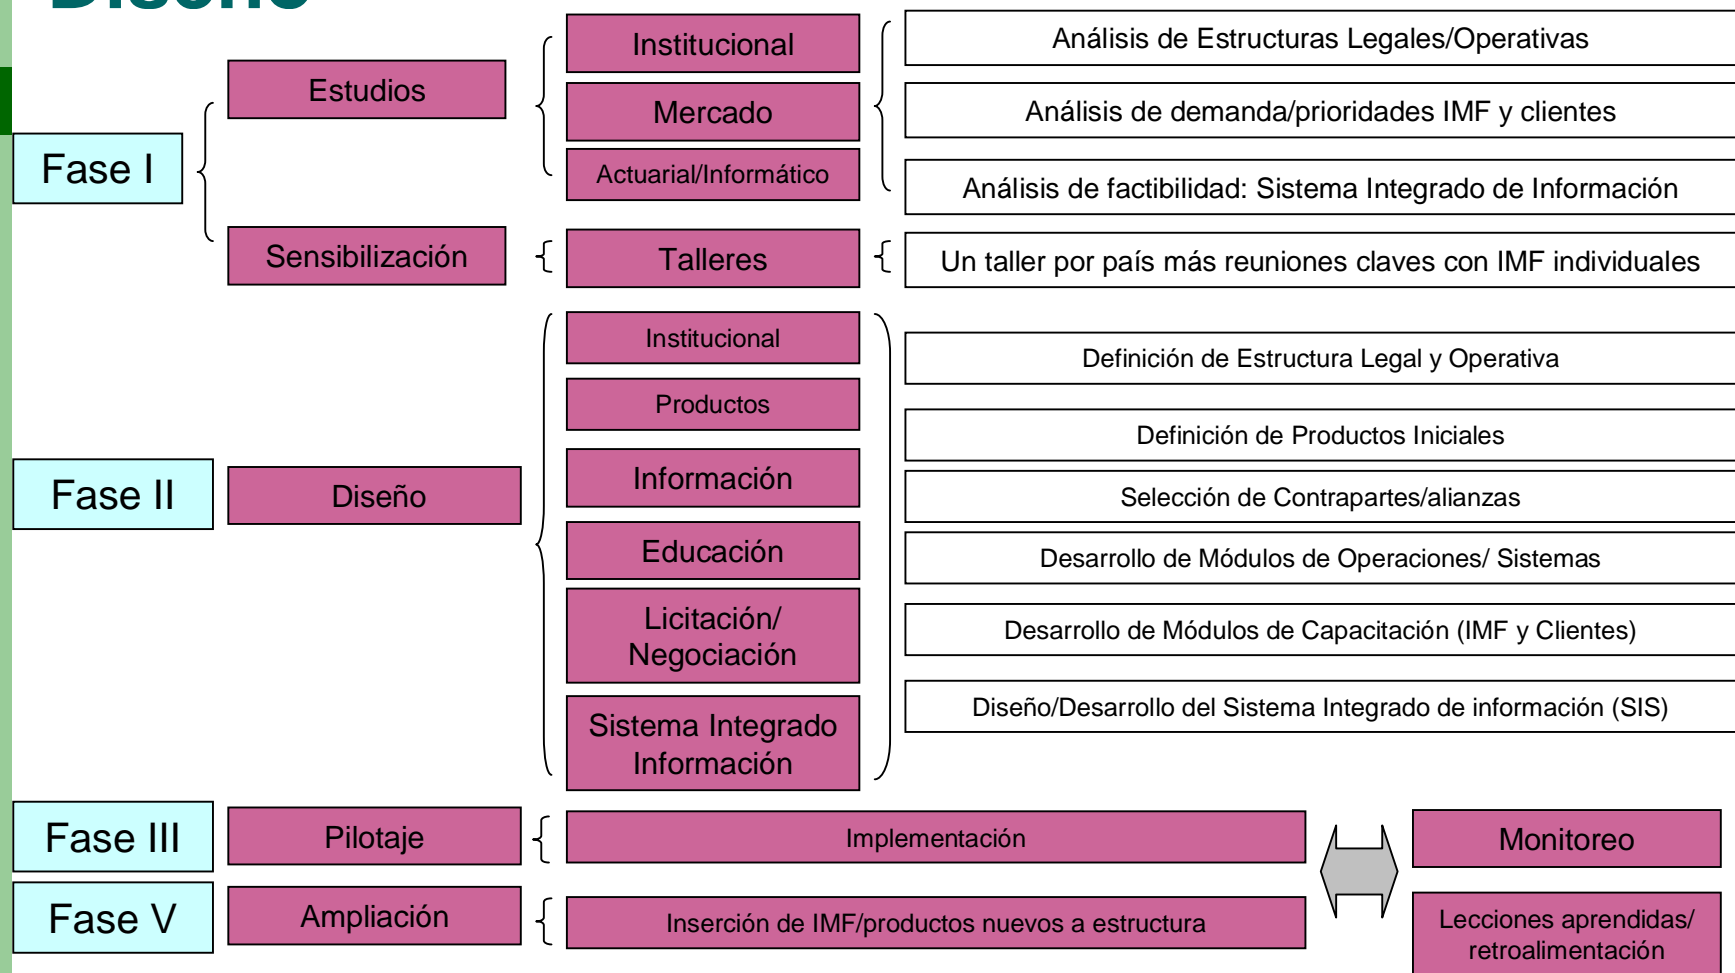 Diseño
Fase I
Estudios
Institucional
Mercado
Actuarial/Informático
Análisis de Estructuras Legales/Operativas
Análisis de demanda/prioridades IMF y clientes
Análisis de factibilidad: Sistema Integrado de Información
Sensibilización
Talleres
Un taller por país más reuniones claves con IMF individuales
Fase II
Diseño
Institucional
Productos
Información
Educación
Licitación/
Negociación
Sistema Integrado
Información
Definición de Estructura Legal y Operativa
Definición de Productos Iniciales
Selección de Contrapartes/alianzas
Desarrollo de Módulos de Operaciones/ Sistemas
Desarrollo de Módulos de Capacitación (IMF y Clientes)
Diseño/Desarrollo del Sistema Integrado de información (SIS)
Fase III
Pilotaje
Implementación
Monitoreo
Fase V
Ampliación
Inserción de IMF/productos nuevos a estructura
Lecciones aprendidas/
retroalimentación